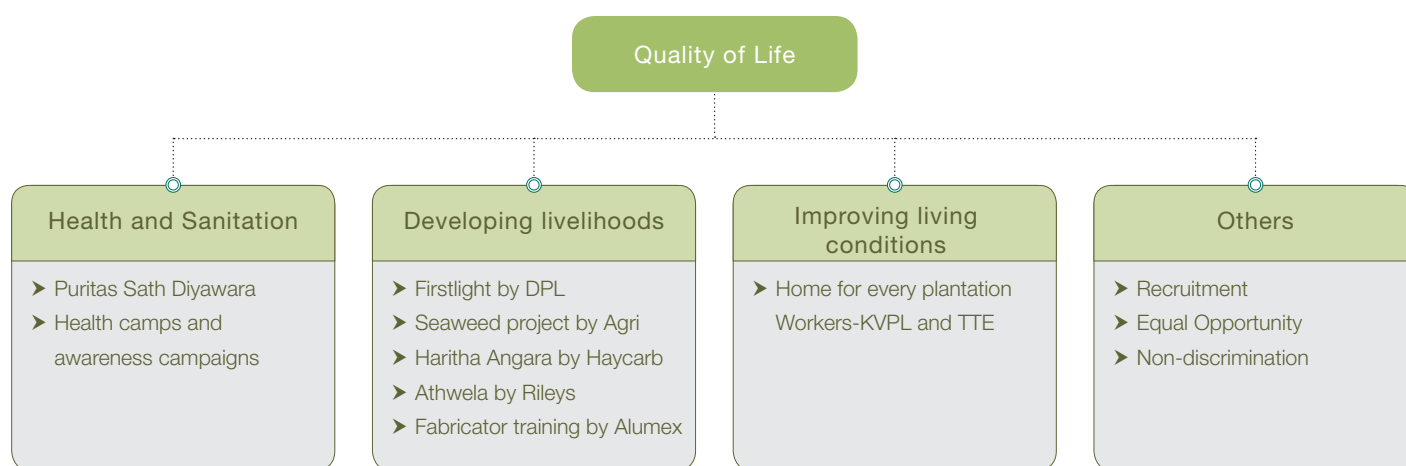 Quality of Life
Health and Sanitation
➤ Puritas Sath Diyawara
➤ Health camps and
awareness campaigns
Developing livelihoods
➤ Firstlight by DPL
➤ Seaweed project by Agri
➤ Haritha Angara by Haycarb
➤ Athwela by Rileys
➤ Fabricator training by Alumex
Improving living
conditions
➤ Home for every plantation
Workers-KVPL and TTE
Others
➤ Recruitment
➤ Equal Opportunity
➤ Non-discrimination